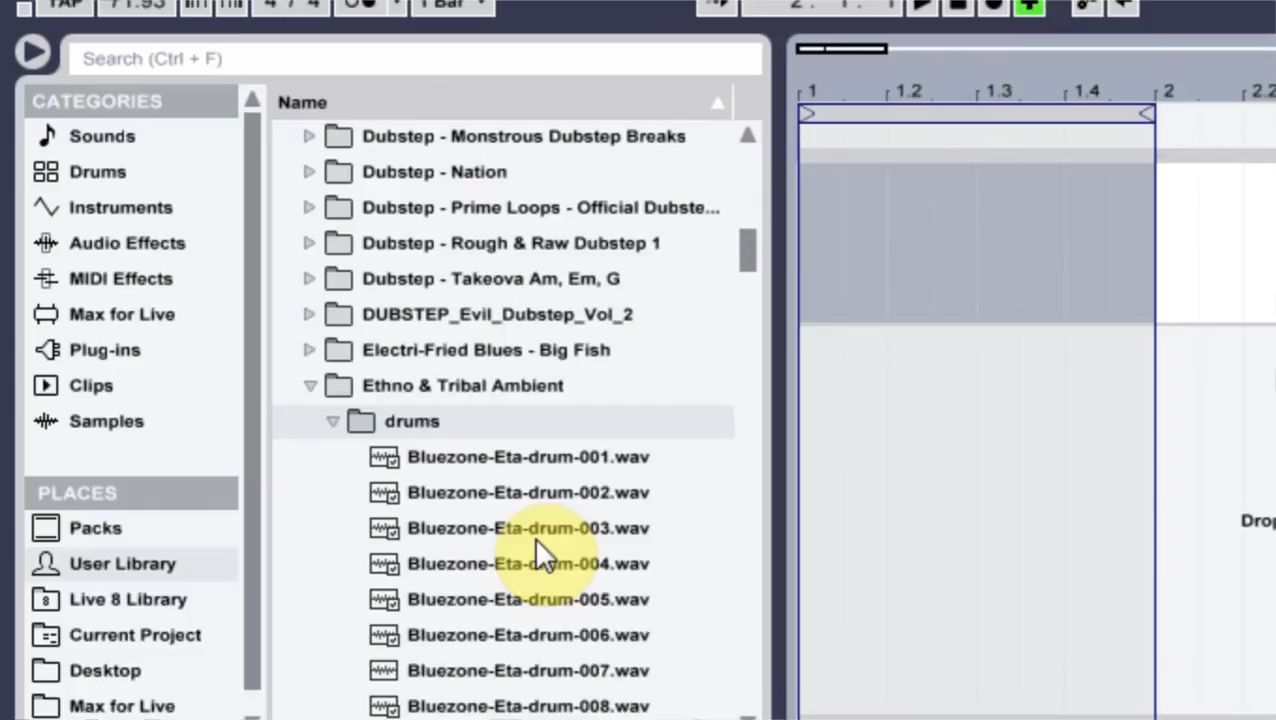 TAP 71.93 4 / 4 1 Bar 2. 1. 1
Search (Ctrl + F)
CATEGORIES
Sounds
Drums
Instruments
Audio Effects
MIDI Effects
Max for Live
Plug-ins
Clips
Samples
PLACES
Packs
User Library
Live 8 Library
Current Project
Desktop
Max for Live
Name
Dubstep - Monstrous Dubstep Breaks
Dubstep - Nation
Dubstep - Prime Loops - Official Dubste...
Dubstep - Rough & Raw Dubstep 1
Dubstep - Takeova Am, Em, G
DUBSTEP_Evil_Dubstep_Vol_2
Electri-Fried Blues - Big Fish
Ethno & Tribal Ambient
drums
Bluezone-Eta-drum-001.wav
Bluezone-Eta-drum-002.wav
Bluezone-Eta-drum-003.wav
Bluezone-Eta-drum-004.wav
Bluezone-Eta-drum-005.wav
Bluezone-Eta-drum-006.wav
Bluezone-Eta-drum-007.wav
Bluezone-Eta-drum-008.wav
1 1.2 1.3 1.4 2 2.2
Drop